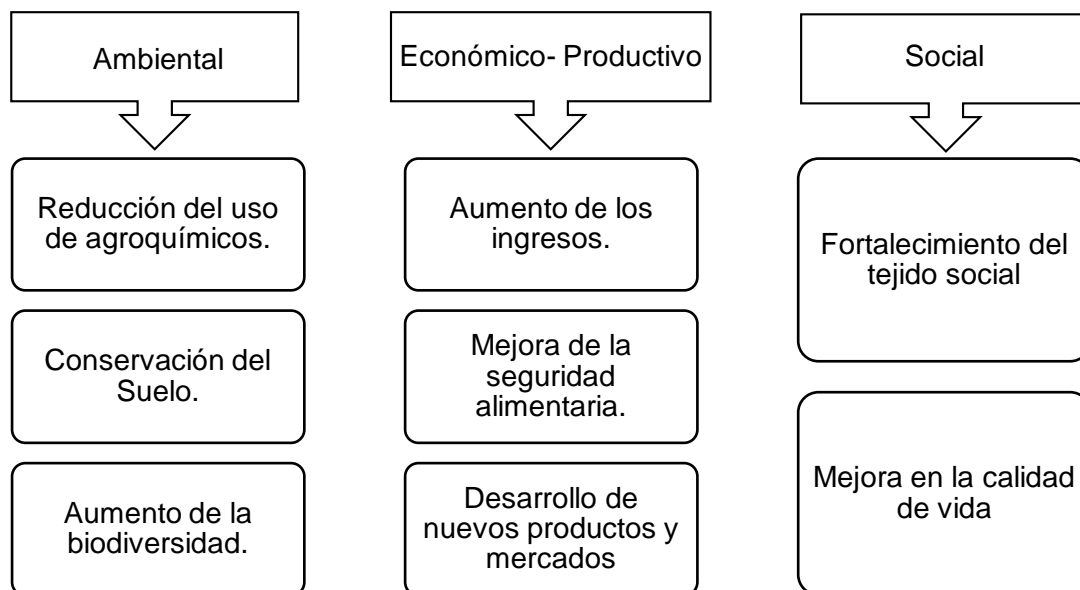 Ambiental
Reducción del uso
de agroquímicos.
Conservación del
Suelo.
Aumento de la
biodiversidad.
Económico- Productivo
Aumento de los
ingresos.
Mejora de la
seguridad
alimentaria.
Desarrollo de
nuevos productos y
mercados
Social
Fortalecimiento del
tejido social
Mejora en la calidad
de vida